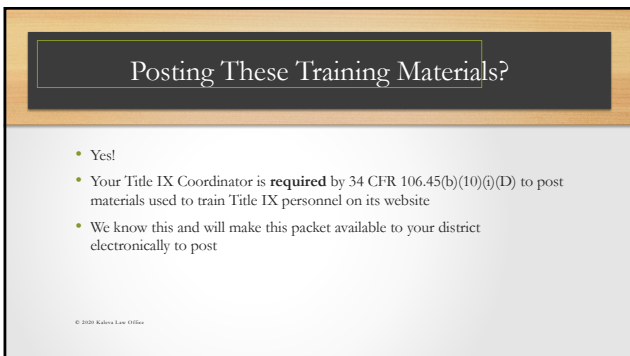 Posting These Training Materials?
• Yes!
• Your Title IX Coordinator is required by 34 CFR 106.45(b)(10)(i)(D) to post
materials used to train Title IX personnel on its website
• We know this and will make this packet available to your district
electronically to post
© 2020 Kaleva Law Office